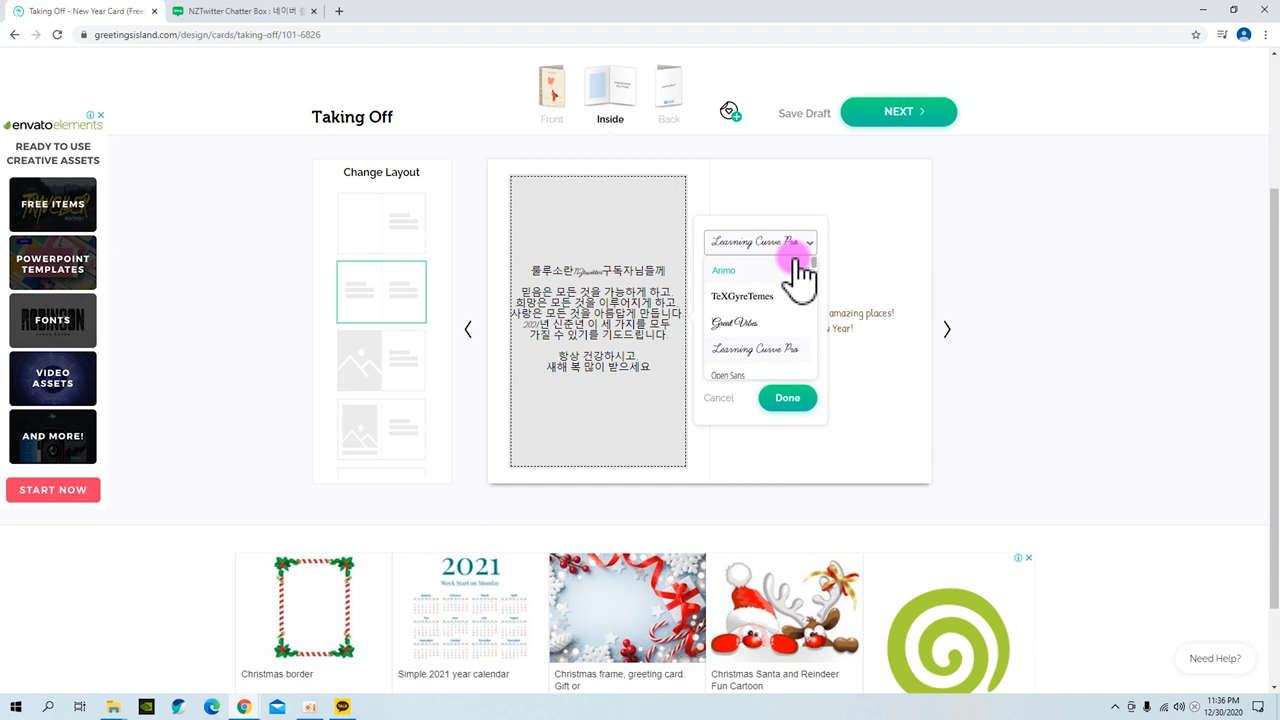 Taking Off - New Year Card (Free
NZTwitter Chatter Box : 네이버
greetingsisland.com/design/cards/taking-off/101-6826
Front
Inside
Back
Taking Off
Save Draft
NEXT
envatoelements
READY TO USE
CREATIVE ASSETS
FREE ITEMS
POWERPOINT
TEMPLATES
FONTS
VIDEO
ASSETS
AND MORE!
START NOW
Change Layout
룰루소란NZtwitter구독자님들께
믿음은 모든 것을 가능하게 하고,
희망은 모든 것을 이루어지게 하고,
사랑은 모든 것을 아름답게 만듭니다.
2021년 신준년 이 세 가지를 모두
가질 수 있기를 기도드립니다.
항상 건강하시고,
새해 복 많이 받으세요
Learning Curve Pro
Arimo
TeXGyreTemes
Great Vibes
Learning Curve Pro
Open Sans
Cancel
Done
amazing places!
Year!
2021
Week Start on Monday
Christmas border
Simple 2021 year calendar
Christmas frame, greeting card.
Gift or
Christmas Santa and Reindeer
Fun Cartoon
Need Help?
11:36 PM
12/30/2020